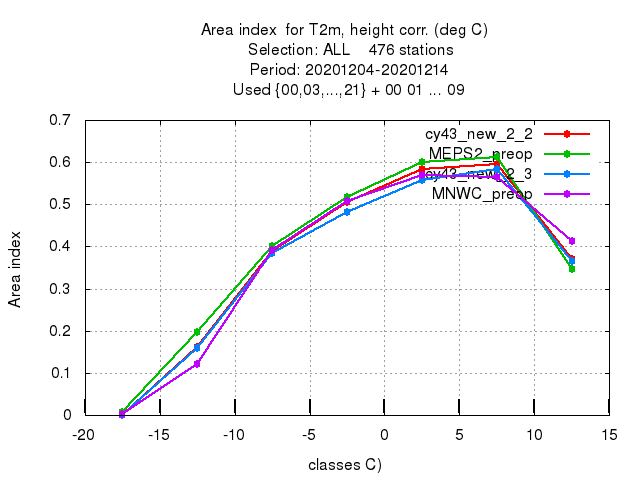 Area index for T2m, height corr. (deg C)
Selection: ALL 476 stations
Period: 20201204-20201214
Used {00,03,...,21} + 00 01 ... 09
0.7
0.6
0.5
0.4
0.3
0.2
0.1
0
Area index
cy43_new_2_2
MEPS2_preop
cy43_new_2_3
MNWC_preop
-20 -15 -10 -5 0 5 10 15
classes C)